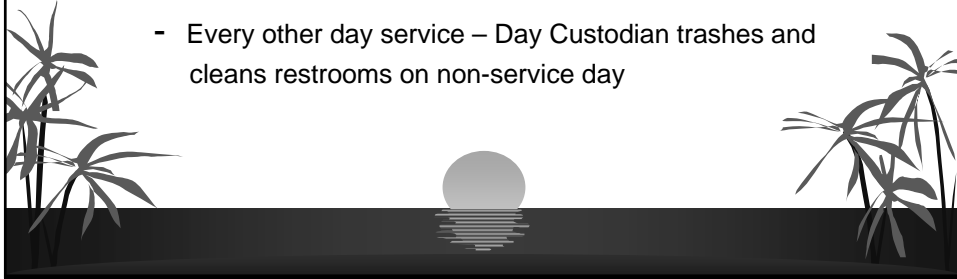 - Every other day service – Day Custodian trashes and
cleans restrooms on non-service day